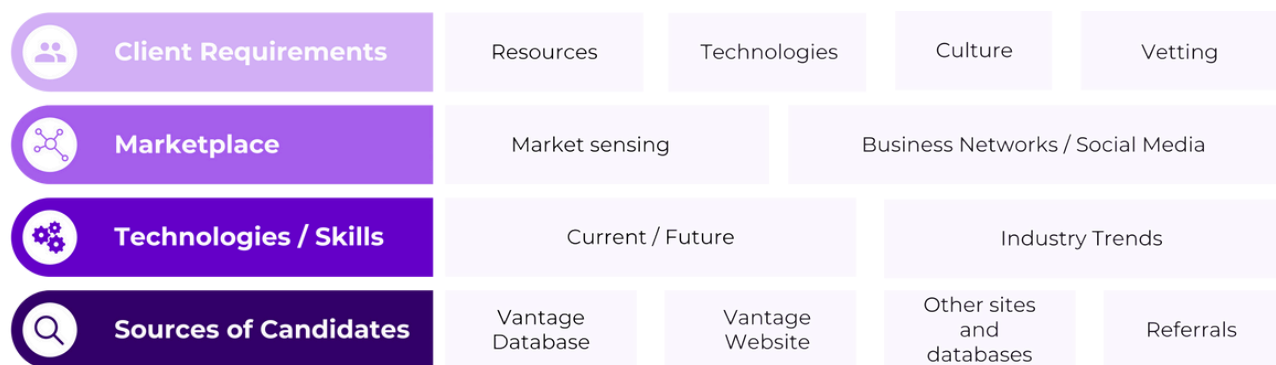 Client Requirements
Resources
Technologies
Culture
Vetting
Marketplace
Market sensing
Business Networks / Social Media
Technologies / Skills
Current / Future
Industry Trends
Sources of Candidates
Vantage
Database
Vantage
Website
Other sites
and
databases
Referrals